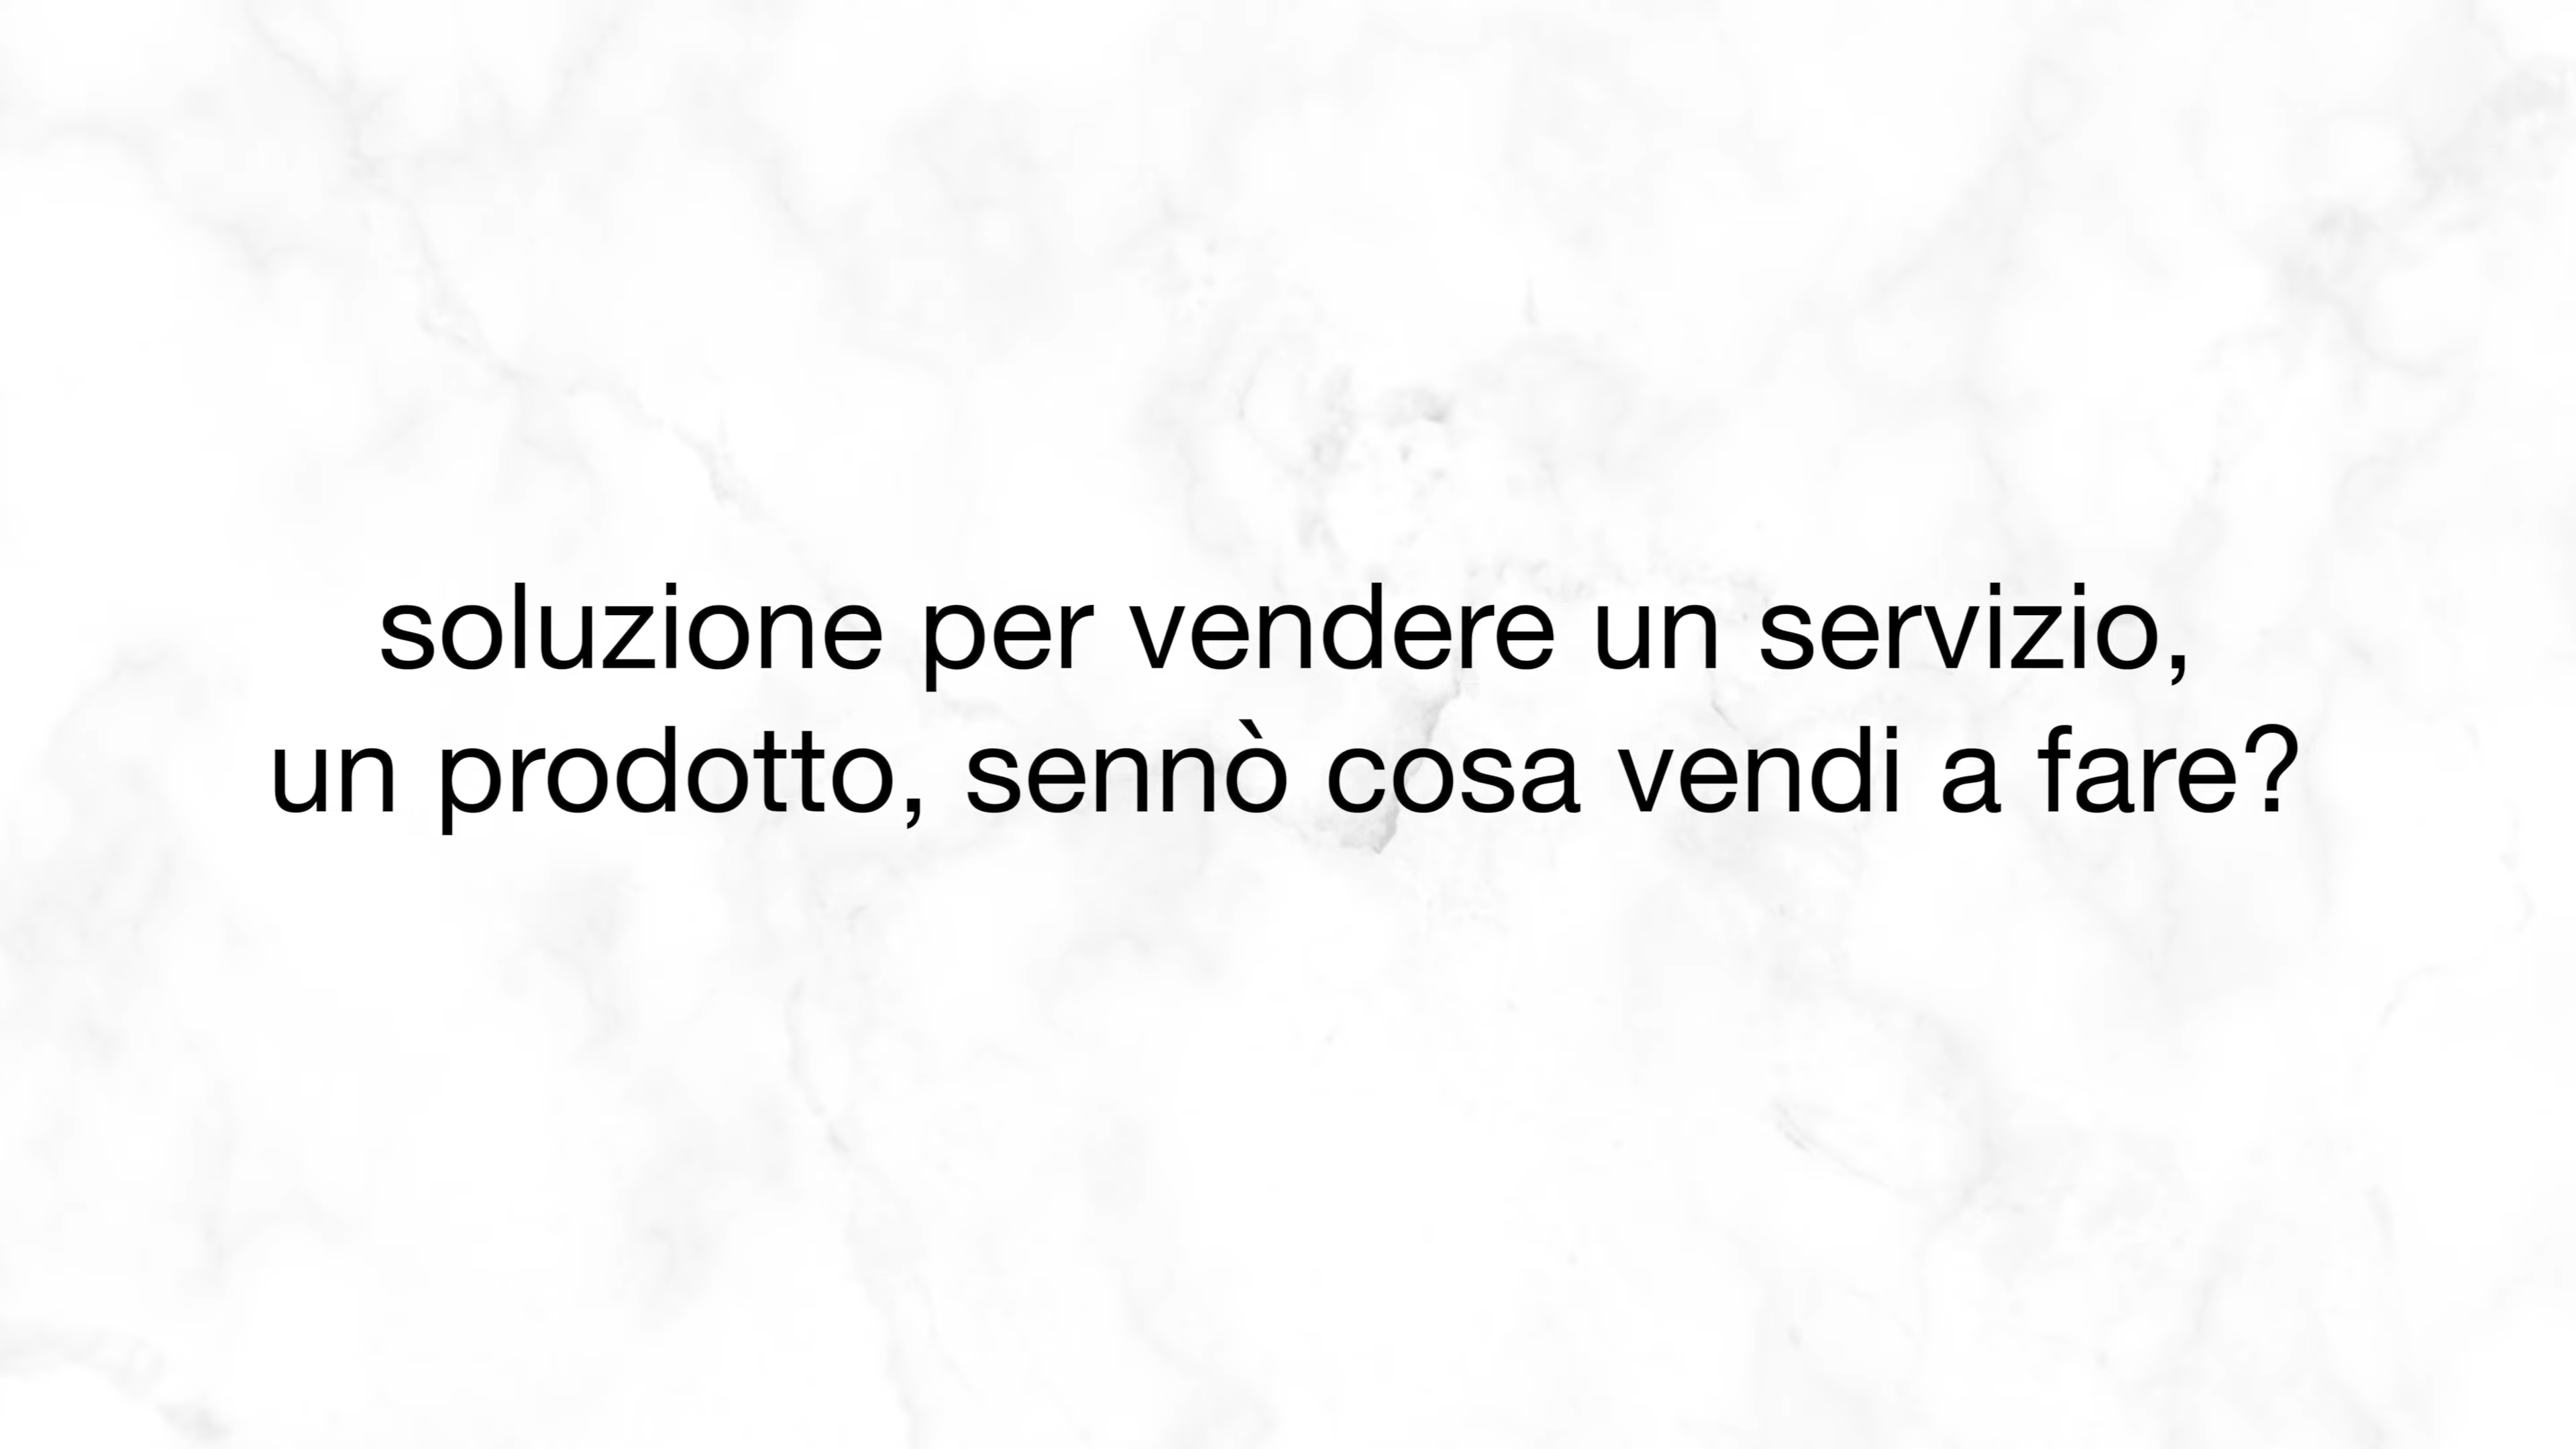 soluzione per vendere un servizio,
un prodotto, sennò cosa vendi a fare?